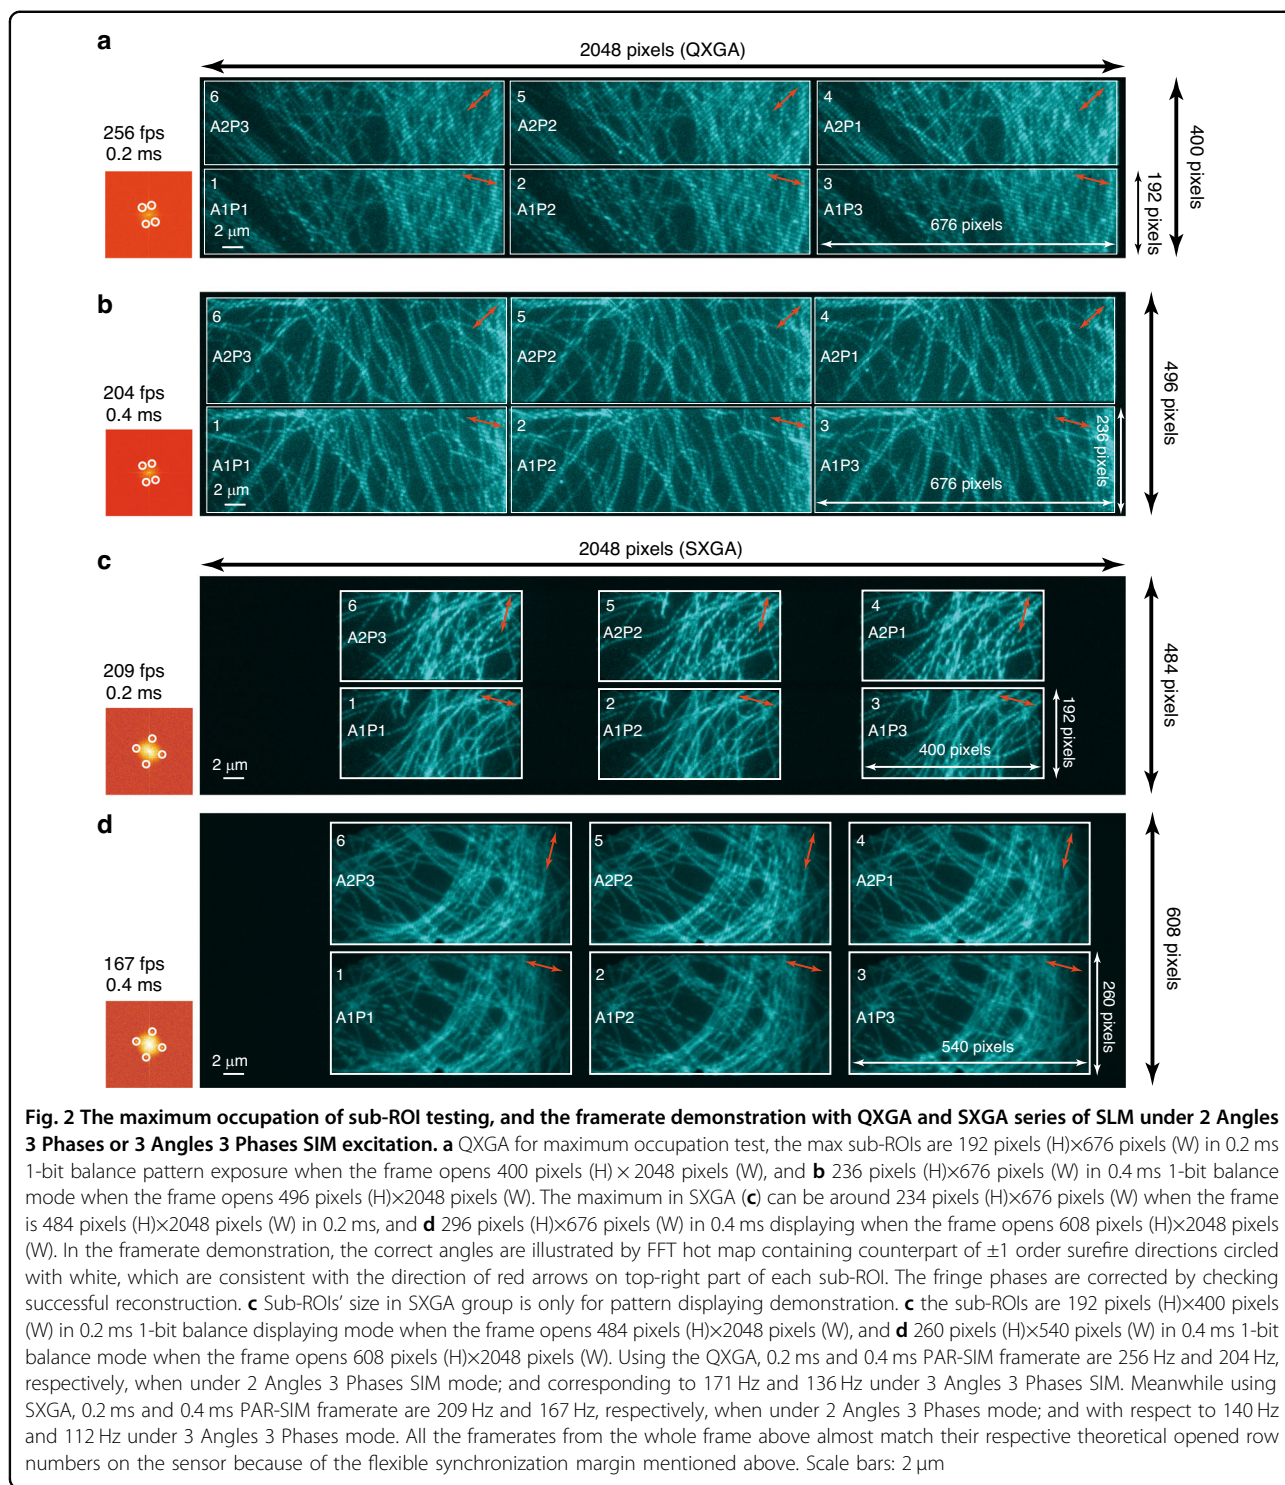 a
2048 pixels (QXGA)
256 fps
0.2 ms
6
A2P3
5
A2P2
4
A2P1
1
A1P1
2 μm
2
A1P2
3
A1P3
676 pixels
192 pixels
400 pixels
b
204 fps
0.4 ms
6
A2P3
5
A2P2
4
A2P1
1
A1P1
2 μm
2
A1P2
3
A1P3
676 pixels
236 pixels
496 pixels
c
2048 pixels (SXGA)
209 fps
0.2 ms
6
A2P3
5
A2P2
4
A2P1
1
A1P1
2
A1P2
3
A1P3
400 pixels
192 pixels
484 pixels
2 μm
d
167 fps
0.4 ms
6
A2P3
5
A2P2
4
A2P1
1
A1P1
2
A1P2
3
A1P3
540 pixels
260 pixels
608 pixels
2 μm
Fig. 2 The maximum occupation of sub-ROI testing, and the framerate demonstration with QXGA and SXGA series of SLM under 2 Angles
3 Phases or 3 Angles 3 Phases SIM excitation. a QXGA for maximum occupation test, the max sub-ROIs are 192 pixels (H)×676 pixels (W) in 0.2 ms
1-bit balance pattern exposure when the frame opens 400 pixels (H) × 2048 pixels (W), and b 236 pixels (H)×676 pixels (W) in 0.4 ms 1-bit balance
mode when the frame opens 496 pixels (H)×2048 pixels (W). The maximum in SXGA (c) can be around 234 pixels (H)×676 pixels (W) when the frame
is 484 pixels (H)×2048 pixels (W) in 0.2 ms, and d 296 pixels (H)×676 pixels (W) in 0.4 ms displaying when the frame opens 608 pixels (H)×2048 pixels
(W). In the framerate demonstration, the correct angles are illustrated by FFT hot map containing counterpart of ±1 order surefire directions circled
with white, which are consistent with the direction of red arrows on top-right part of each sub-ROI. The fringe phases are corrected by checking
successful reconstruction. c Sub-ROIs' size in SXGA group is only for pattern displaying demonstration. c the sub-ROIs are 192 pixels (H)×400 pixels
(W) in 0.2 ms 1-bit balance displaying mode when the frame opens 484 pixels (H)×2048 pixels (W), and d 260 pixels (H)×540 pixels (W) in 0.4 ms 1-bit
balance mode when the frame opens 608 pixels (H)×2048 pixels (W). Using the QXGA, 0.2 ms and 0.4 ms PAR-SIM framerate are 256 Hz and 204 Hz,
respectively, when under 2 Angles 3 Phases SIM mode; and corresponding to 171 Hz and 136 Hz under 3 Angles 3 Phases SIM. Meanwhile using
SXGA, 0.2 ms and 0.4 ms PAR-SIM framerate are 209 Hz and 167 Hz, respectively, when under 2 Angles 3 Phases mode; and with respect to 140 Hz
and 112 Hz under 3 Angles 3 Phases mode. All the framerates from the whole frame above almost match their respective theoretical opened row
numbers on the sensor because of the flexible synchronization margin mentioned above. Scale bars: 2 μm